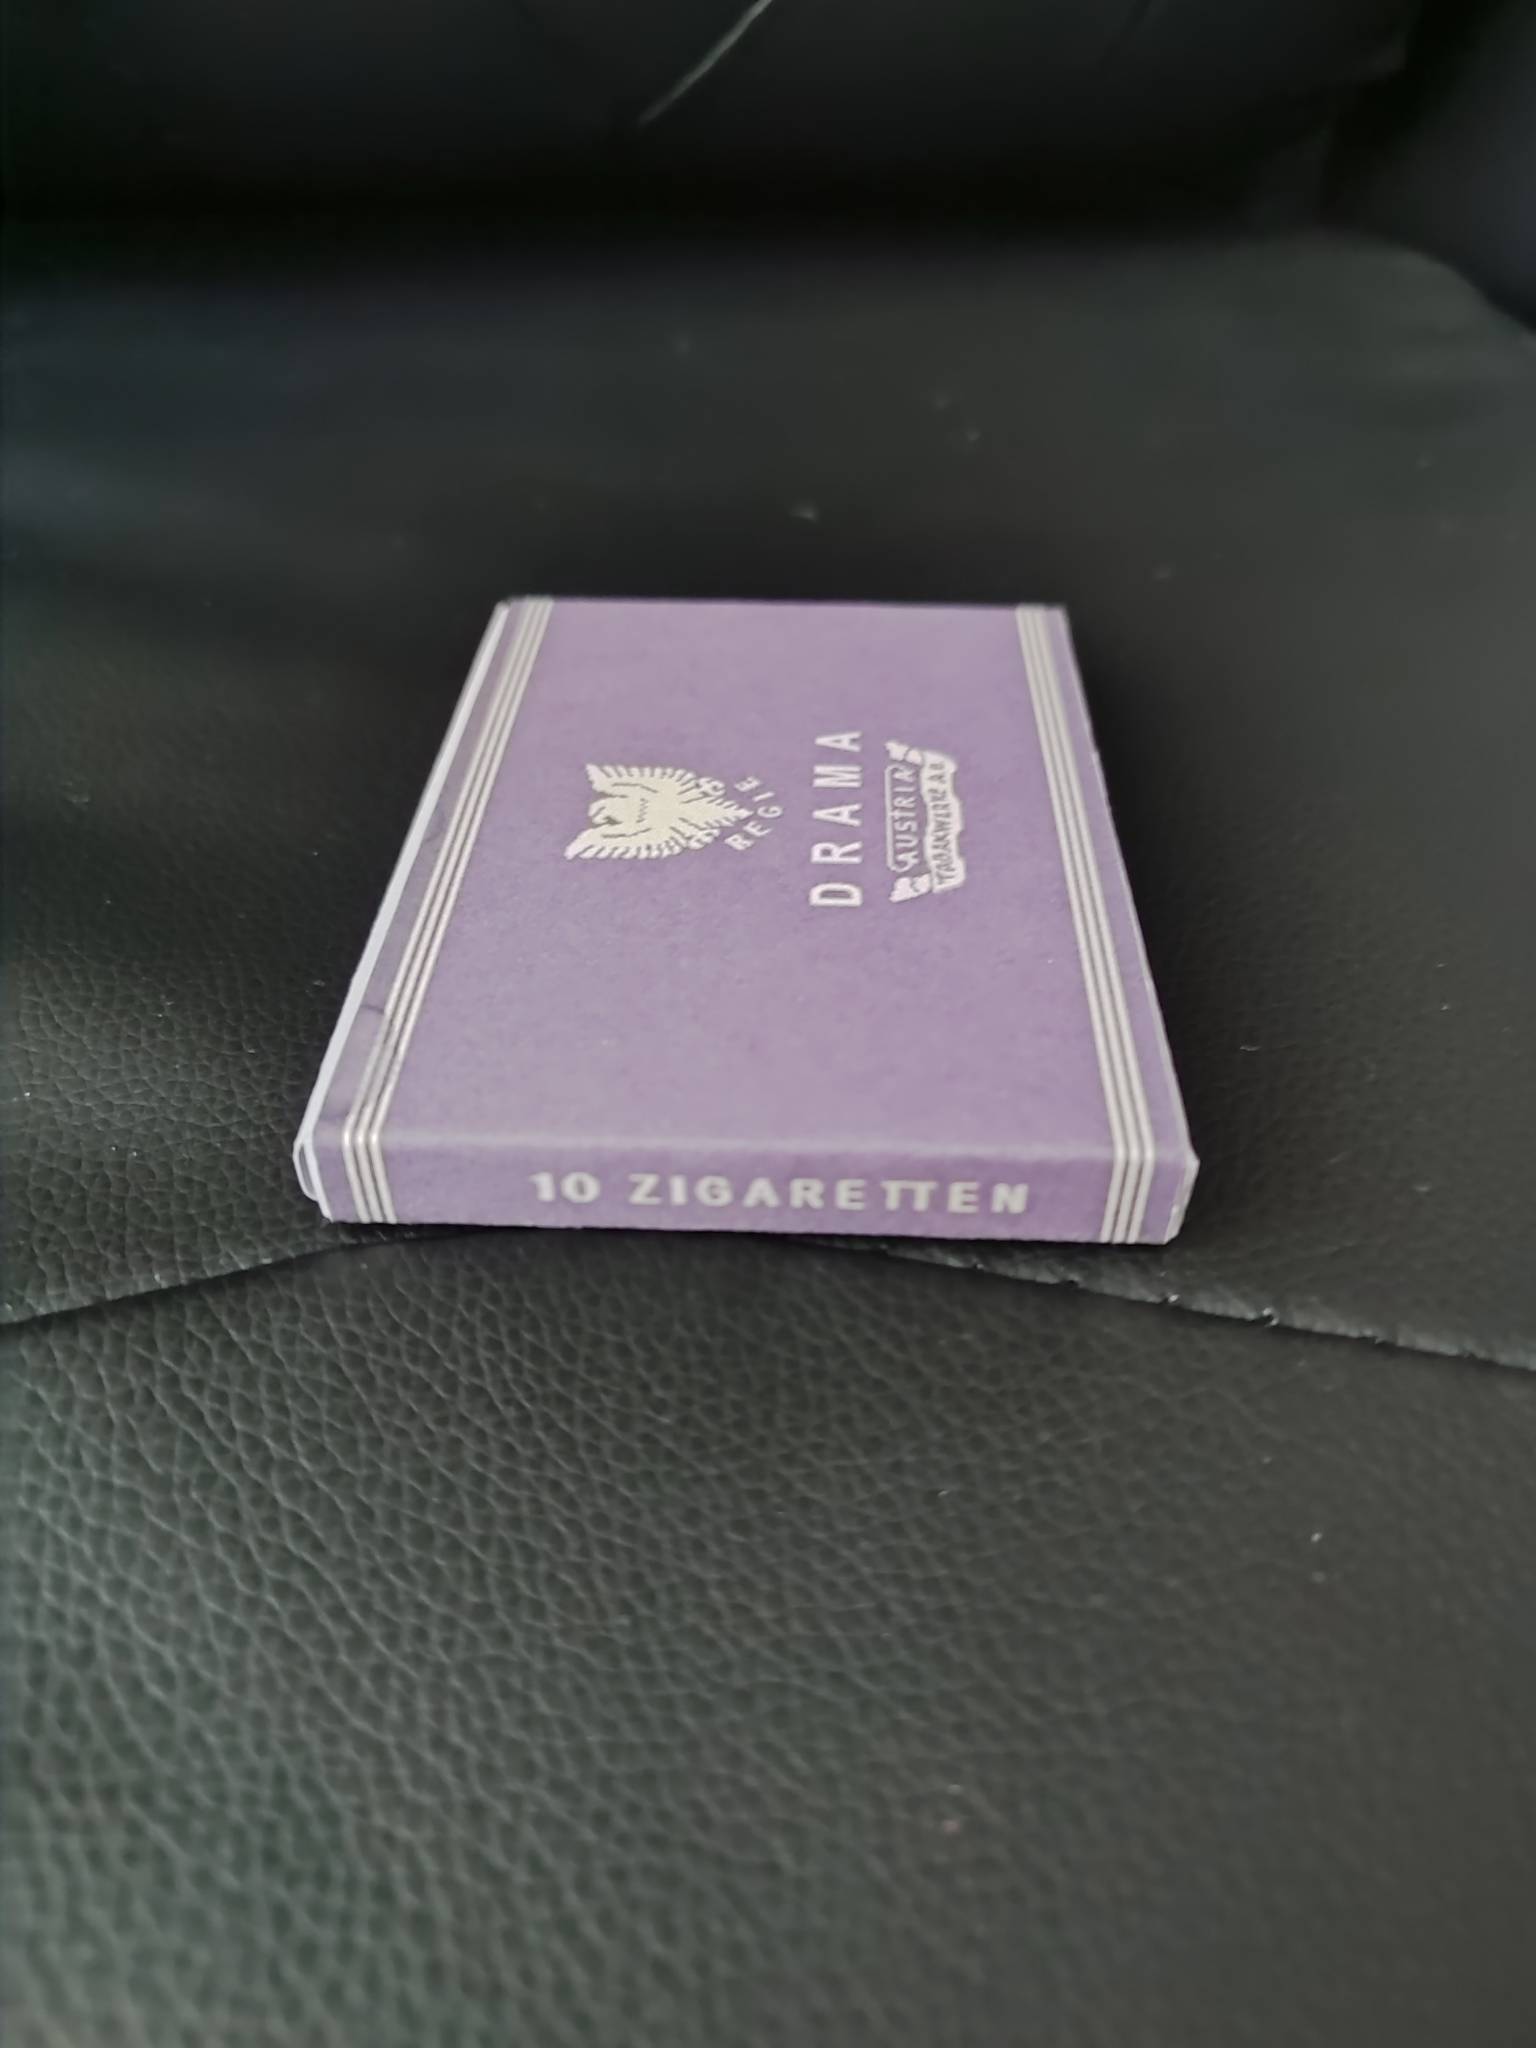 REGIE
DRAMA
AUSTRIA
TABAKWERKE A.G.
10 ZIGARETTEN